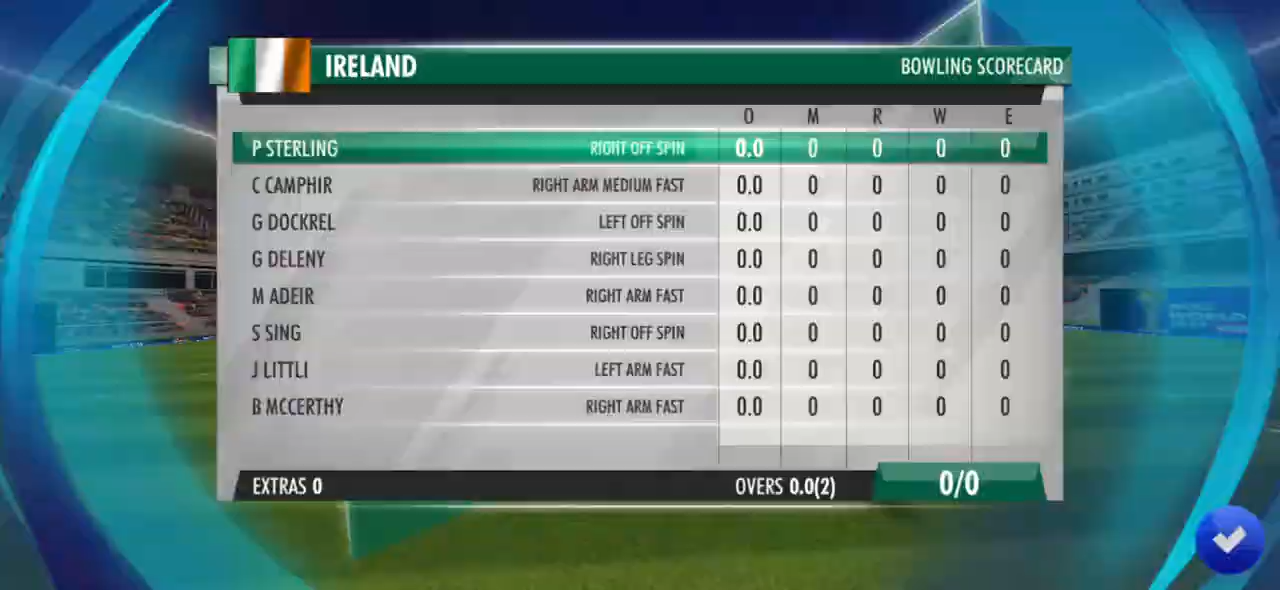 IRELAND BOWLING SCORECARD
O M R W E
P STERLING RIGHT OFF SPIN 0.0 0 0 0 0
C CAMPHIR RIGHT ARM MEDIUM FAST 0.0 0 0 0 0
G DOCKREL LEFT OFF SPIN 0.0 0 0 0 0
G DELENY RIGHT LEG SPIN 0.0 0 0 0 0
M ADEIR RIGHT ARM FAST 0.0 0 0 0 0
S SING RIGHT OFF SPIN 0.0 0 0 0 0
J LITTLI LEFT ARM FAST 0.0 0 0 0 0
B MCCERTHY RIGHT ARM FAST 0.0 0 0 0 0
EXTRAS 0 OVERS 0.0(2) 0/0
WORLD